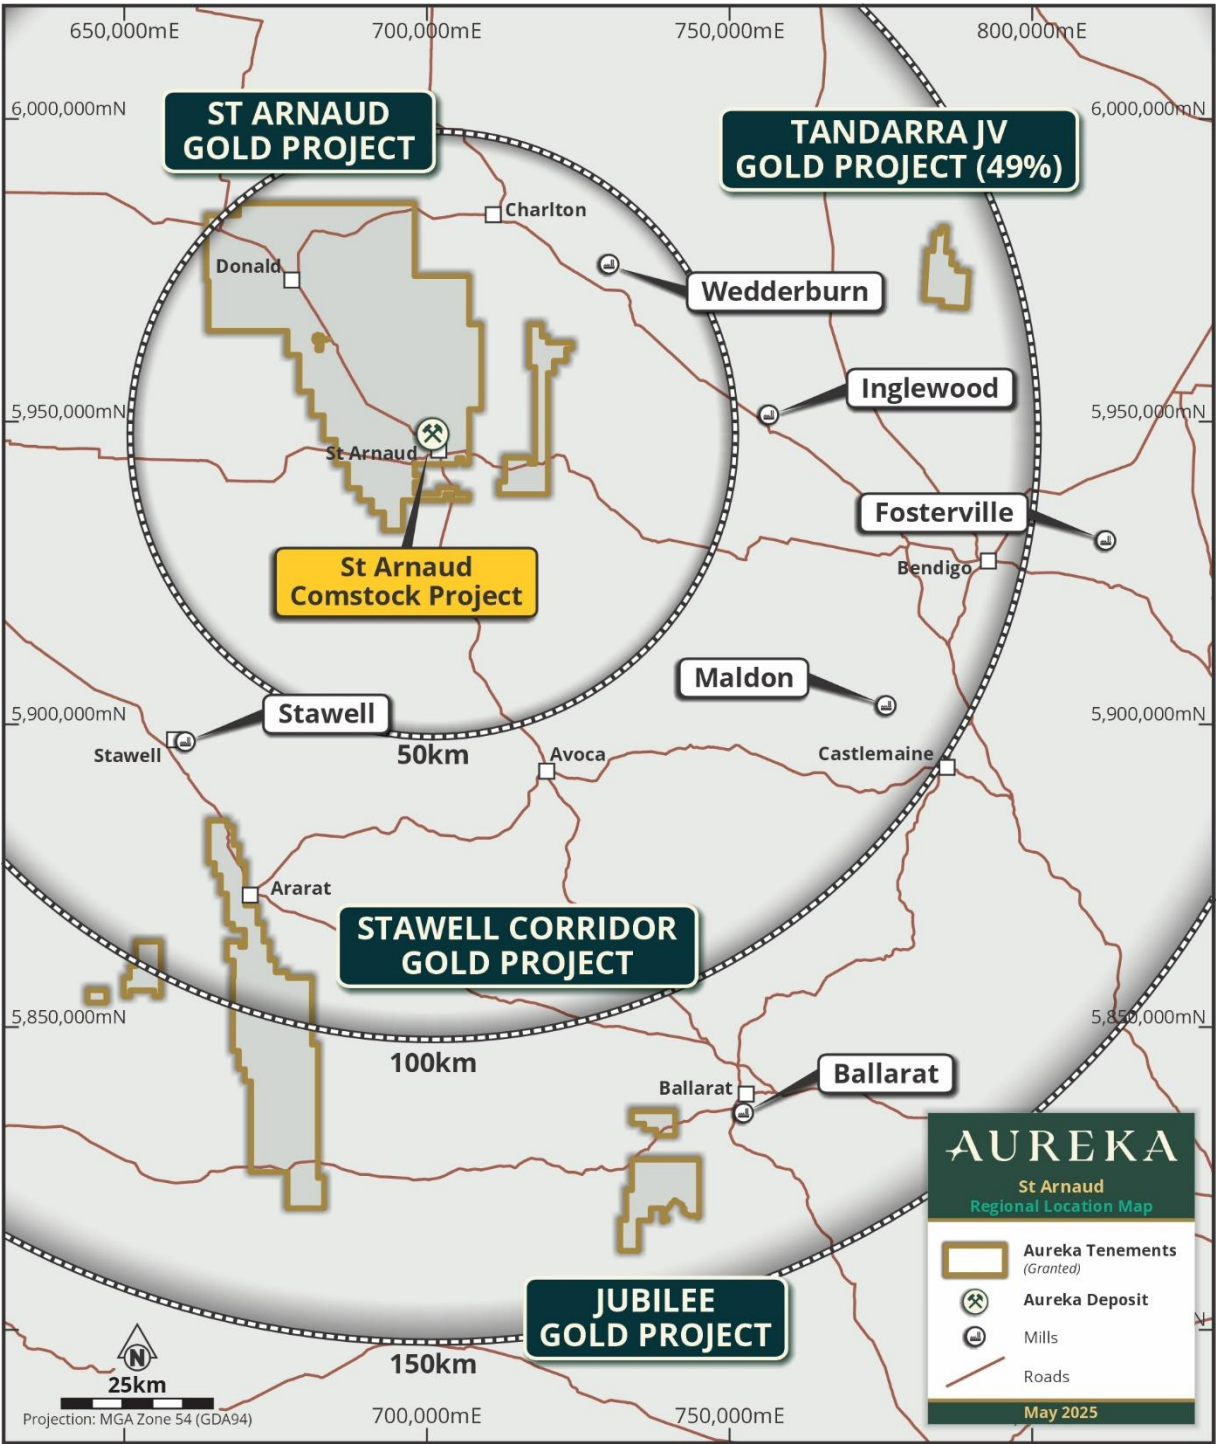 650,000mE
700,000mE
750,000mE
800,000mE
6,000,000mN
6,000,000mN
ST ARNAUD
GOLD PROJECT
TANDARRA JV
GOLD PROJECT (49%)
Charlton
Donald
Wedderburn
Inglewood
5,950,000mN
5,950,000mN
St Arnaud
Fosterville
St Arnaud
Comstock Project
Bendigo
Maldon
Stawell
5,900,000mN
5,900,000mN
Stawell
50km
Avoca
Castlemaine
Ararat
STAWELL CORRIDOR
GOLD PROJECT
5,850,000mN
5,850,000mN
100km
Ballarat
Ballarat
AUREKA
St Arnaud
Regional Location Map
Aureka Tenements
(Granted)
Aureka Deposit
Mills
Roads
May 2025
JUBILEE
GOLD PROJECT
150km
N
25km
Projection: MGA Zone 54 (GDA94)
700,000mE
750,000mE